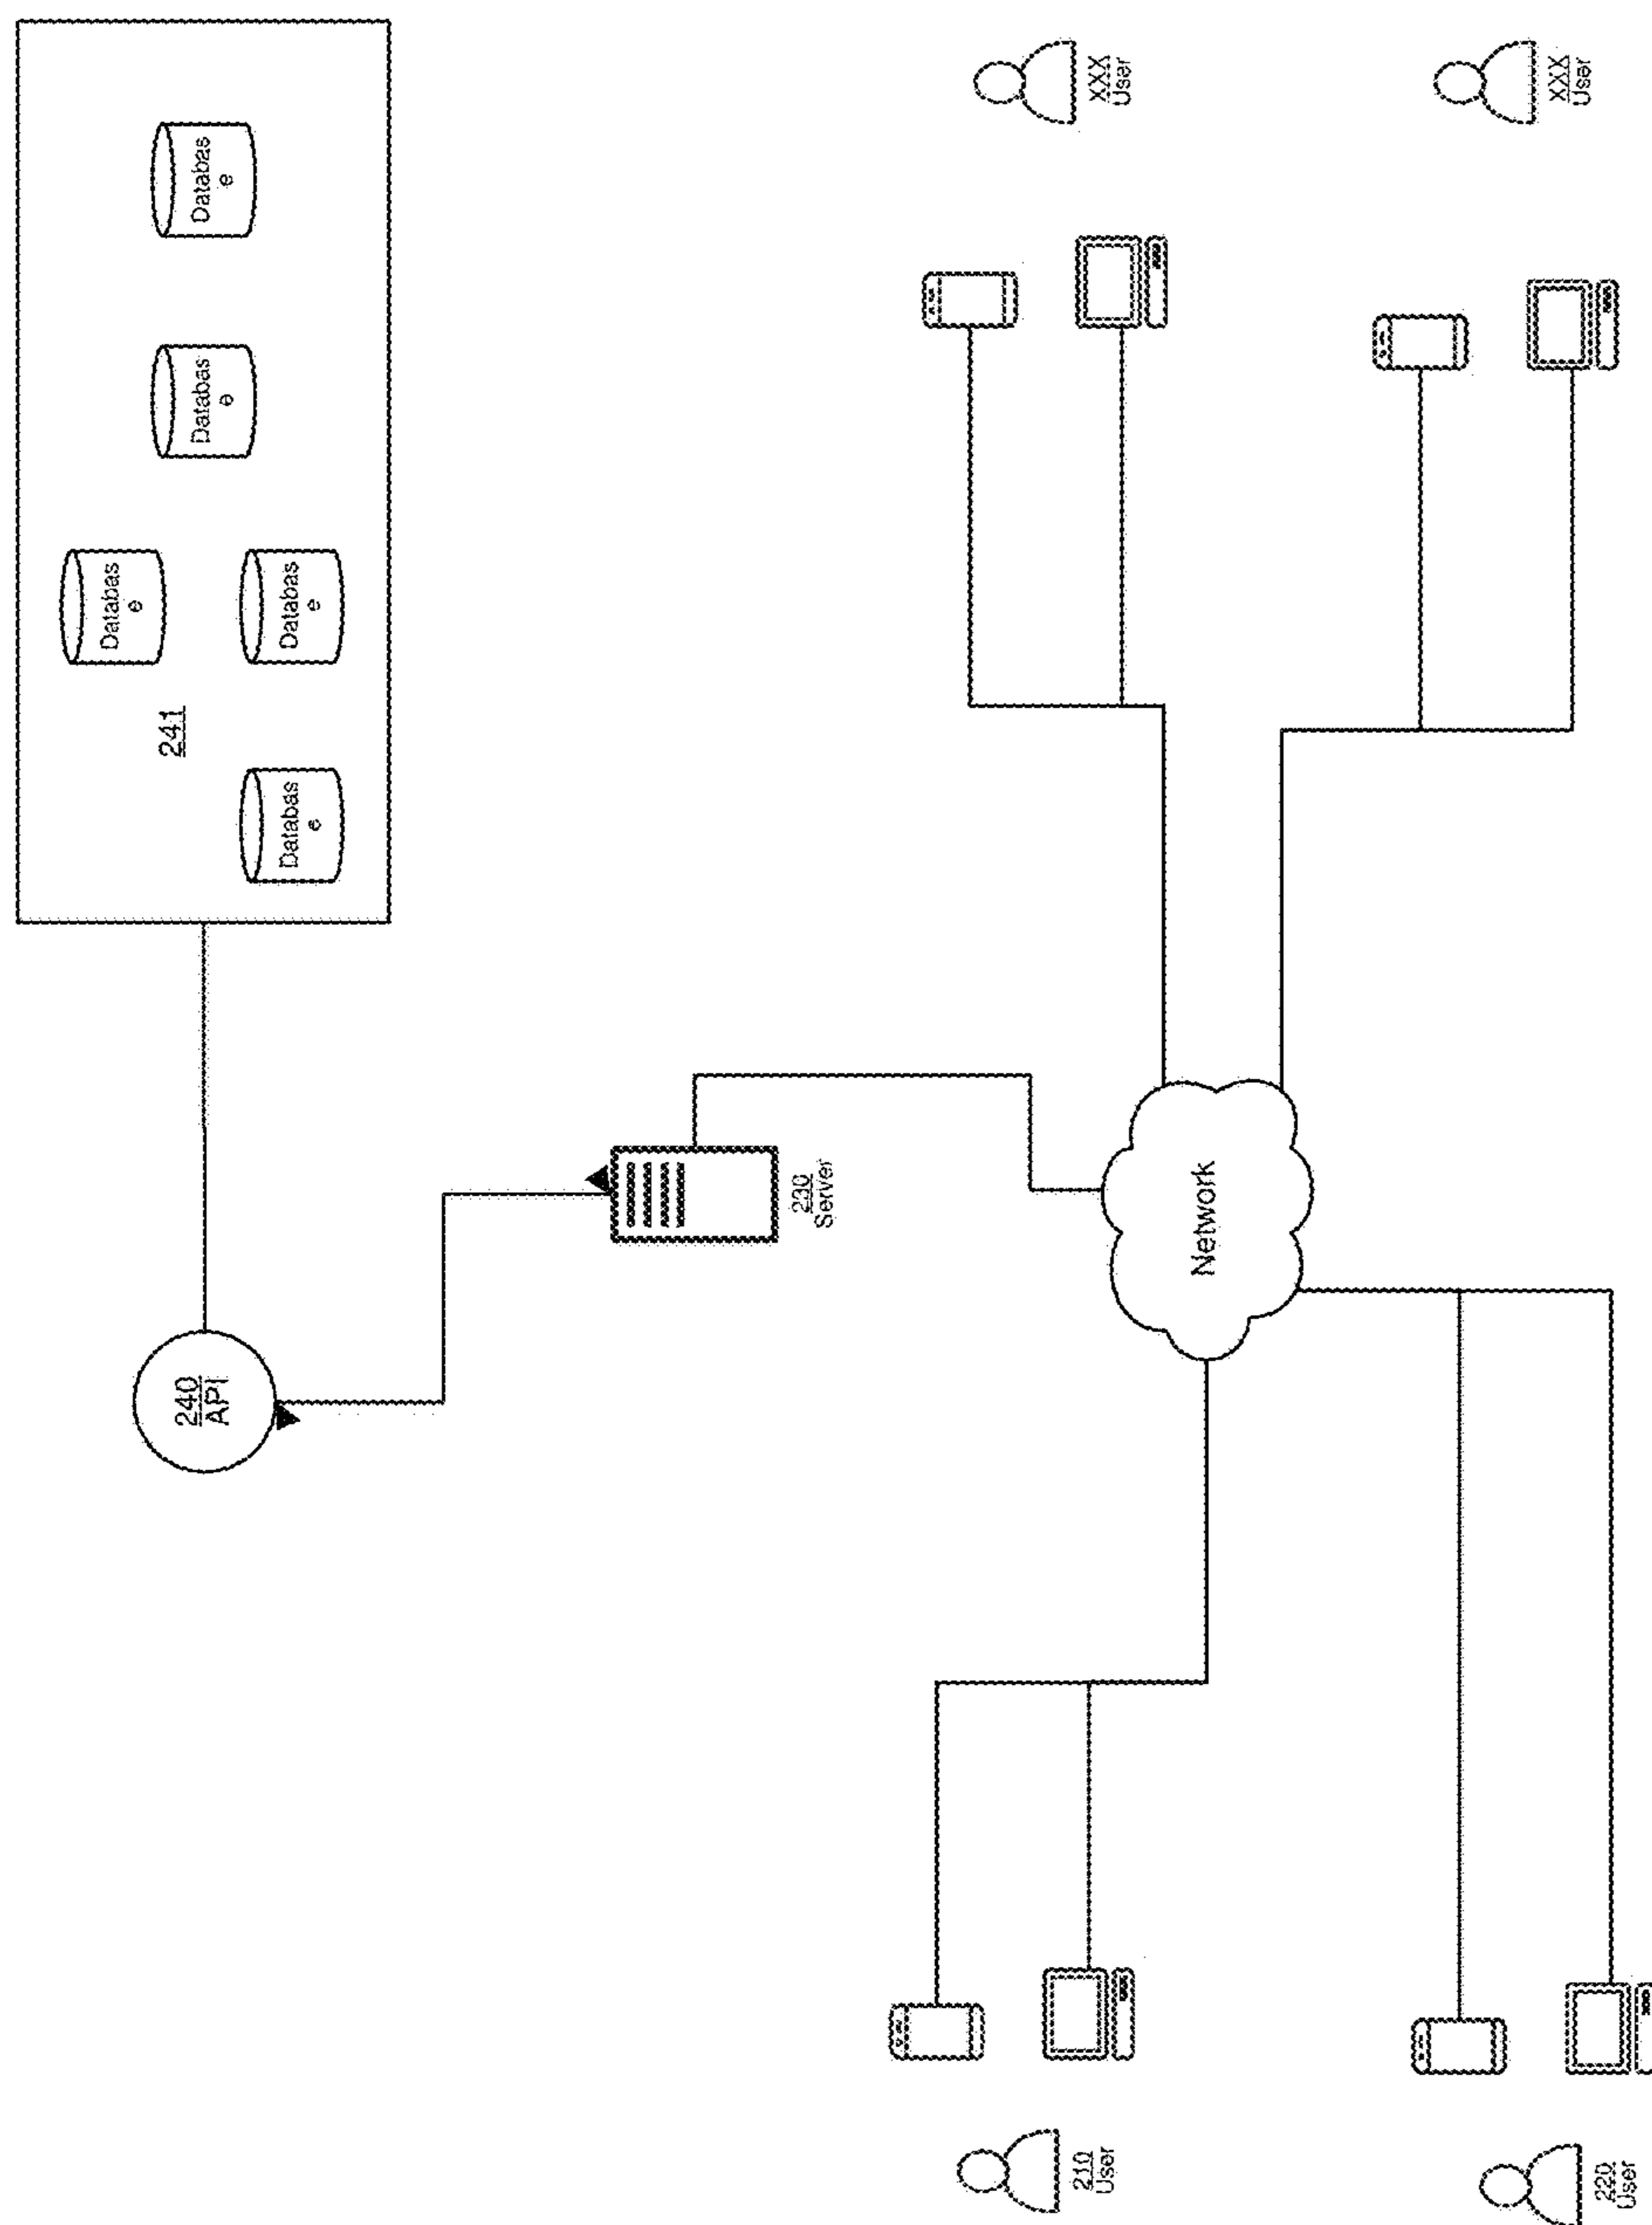 Databas
e
240
API
241
Databas
e
Databas
e
Databas
e
Databas
e
230
Server
210
User
XXX
User
Network
220
User
XXX
User